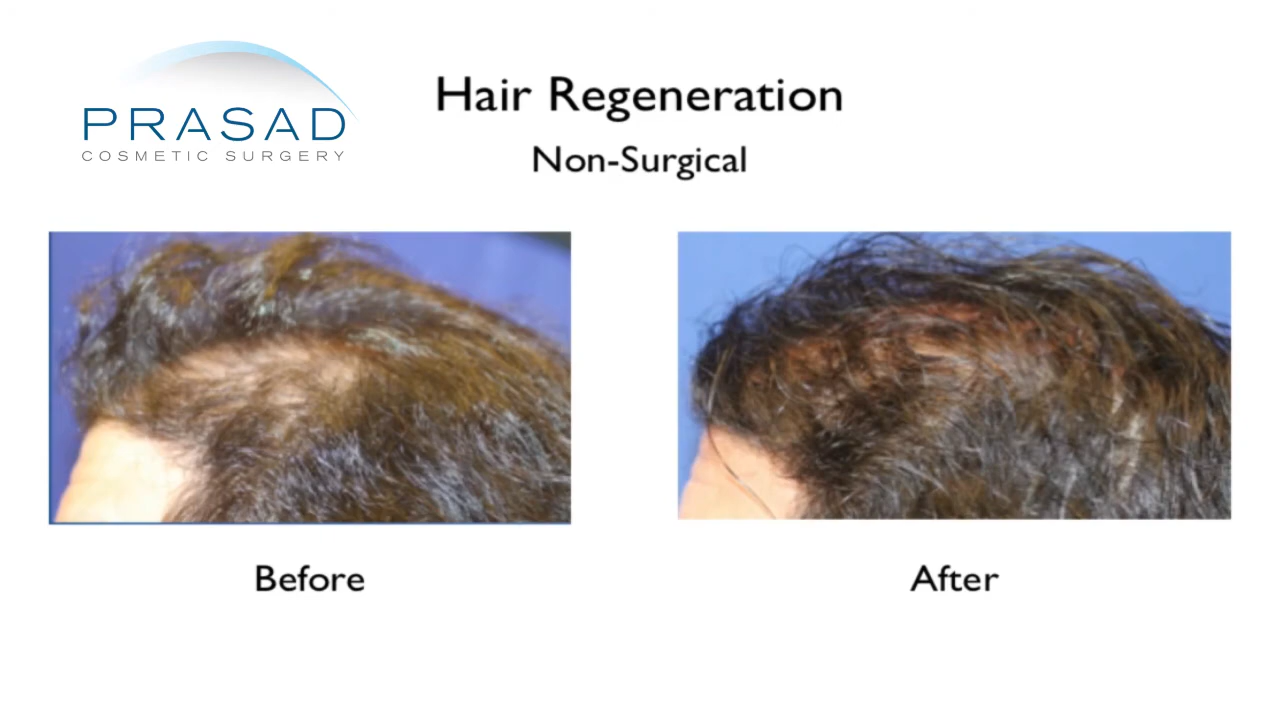 PRASAD
COSMETIC SURGERY
Hair Regeneration
Non-Surgical
Before
After